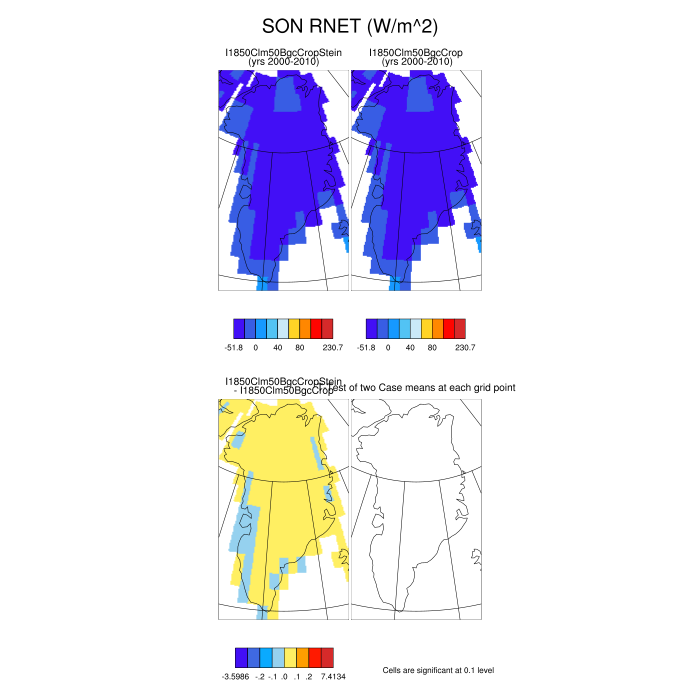 SON RNET (W/m^2)
I1850Clm50BgcCropStein
(yrs 2000-2010)
I1850Clm50BgcCrop
(yrs 2000-2010)
-51.8 0 40 80 230.7
-51.8 0 40 80 230.7
I1850Clm50BgcCropStein
- I1850Clm50BgcCrop
Test of two Case means at each grid point
-3.5986 -.2 -.1 .0 .1 .2 7.4134
Cells are significant at 0.1 level